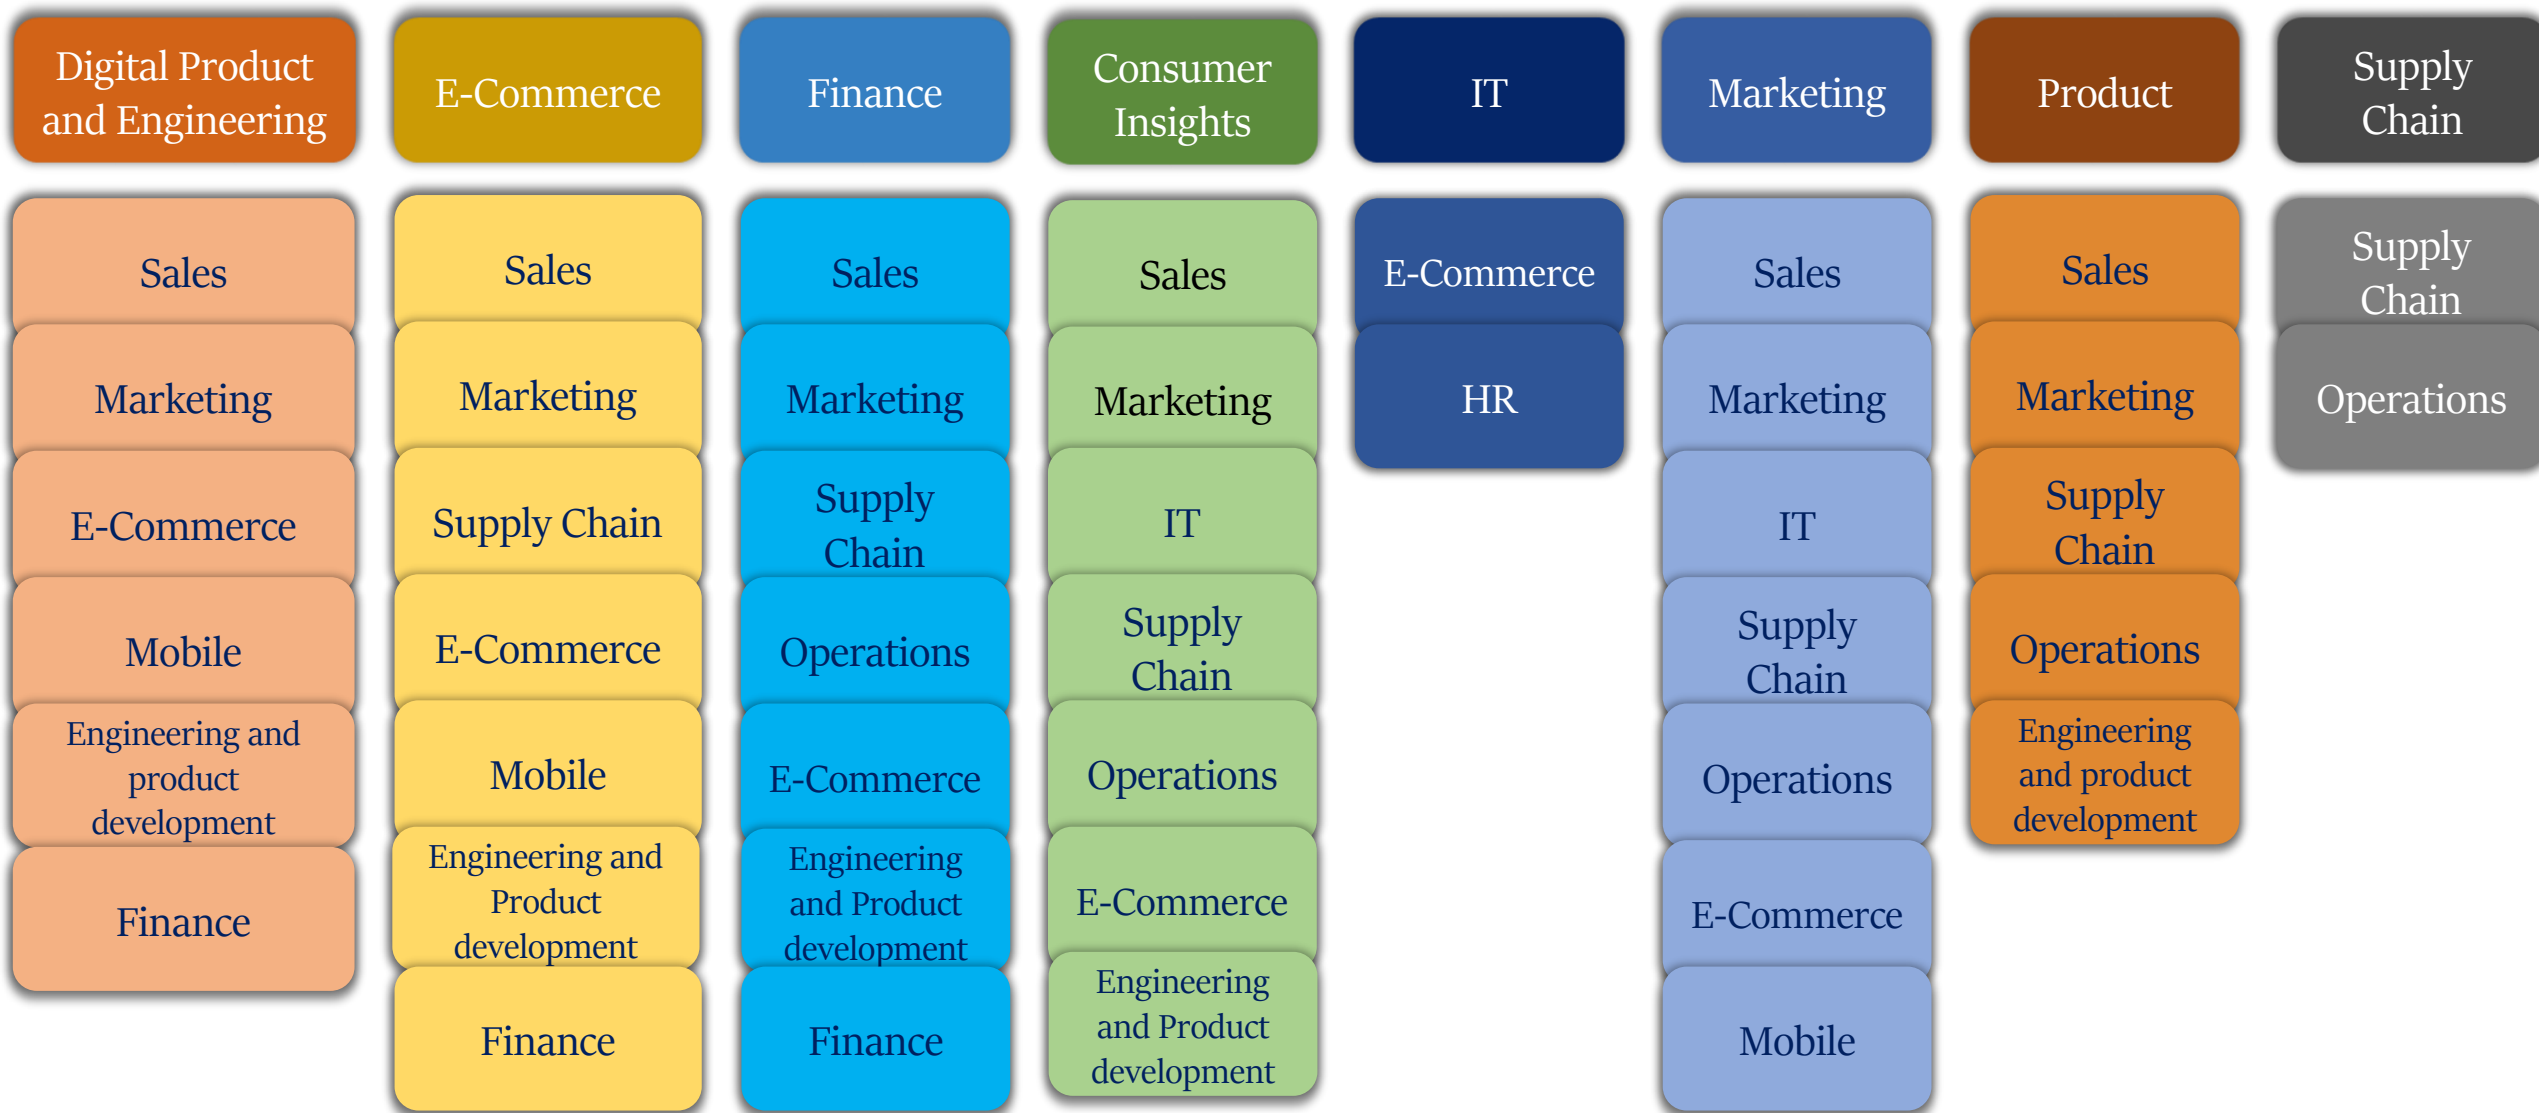 Digital Product
and Engineering
E-Commerce
Finance
Consumer
Insights
IT
Marketing
Product
Supply
Chain
Sales
Marketing
E-Commerce
Mobile
Engineering and
product
development
Finance
Sales
Marketing
Supply Chain
E-Commerce
Mobile
Engineering and
Product
development
Finance
Sales
Marketing
Supply
Chain
Operations
E-Commerce
Engineering
and Product
development
Finance
Sales
Marketing
IT
Supply
Chain
Operations
E-Commerce
Engineering
and Product
development
E-Commerce
HR
Sales
Marketing
IT
Supply
Chain
Operations
E-Commerce
Mobile
Sales
Marketing
Supply
Chain
Operations
Engineering
and product
development
Supply
Chain
Operations